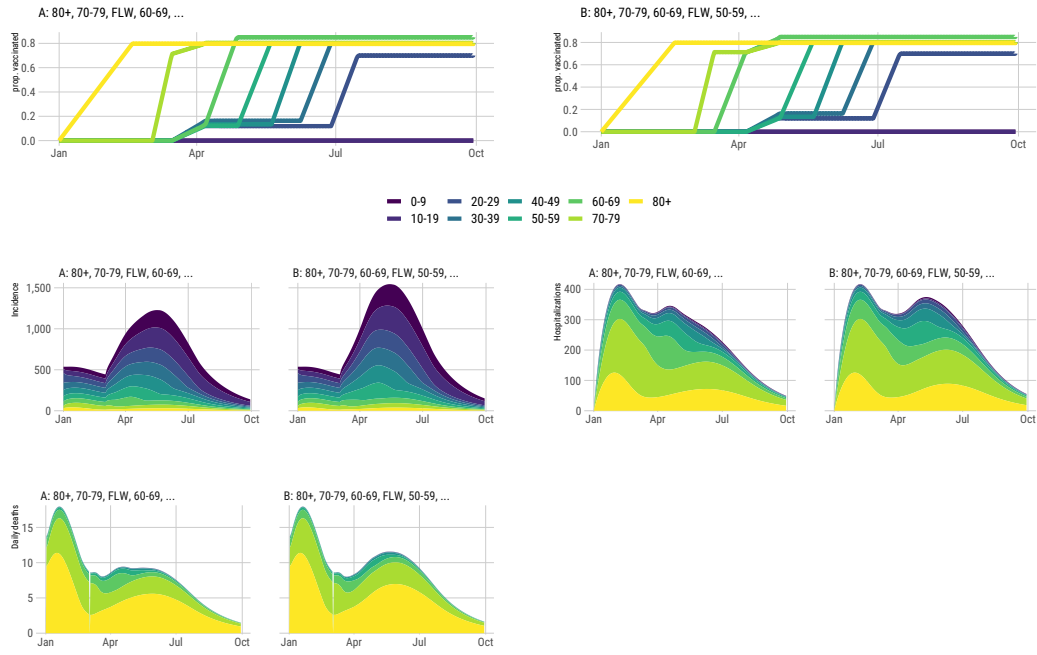 A: 80+, 70-79, FLW, 60-69, ...
B: 80+, 70-79, 60-69, FLW, 50-59, ...
prop. vaccinated
0.8
0.6
0.4
0.2
0.0
Jan
Apr
Jul
Oct
prop. vaccinated
0.8
0.6
0.4
0.2
0.0
Jan
Apr
Jul
Oct
0-9 20-29 40-49 60-69 80+
10-19 30-39 50-59 70-79
A: 80+, 70-79, FLW, 60-69, ...
B: 80+, 70-79, 60-69, FLW, 50-59, ...
Incidence
1,500
1,000
500
0
Jan
Apr
Jul
Oct
Jan
Apr
Jul
Oct
A: 80+, 70-79, FLW, 60-69, ...
B: 80+, 70-79, 60-69, FLW, 50-59, ...
Hospitalizations
400
300
200
100
0
Jan
Apr
Jul
Oct
Jan
Apr
Jul
Oct
A: 80+, 70-79, FLW, 60-69, ...
B: 80+, 70-79, 60-69, FLW, 50-59, ...
Daily deaths
15
10
5
0
Jan
Apr
Jul
Oct
Jan
Apr
Jul
Oct